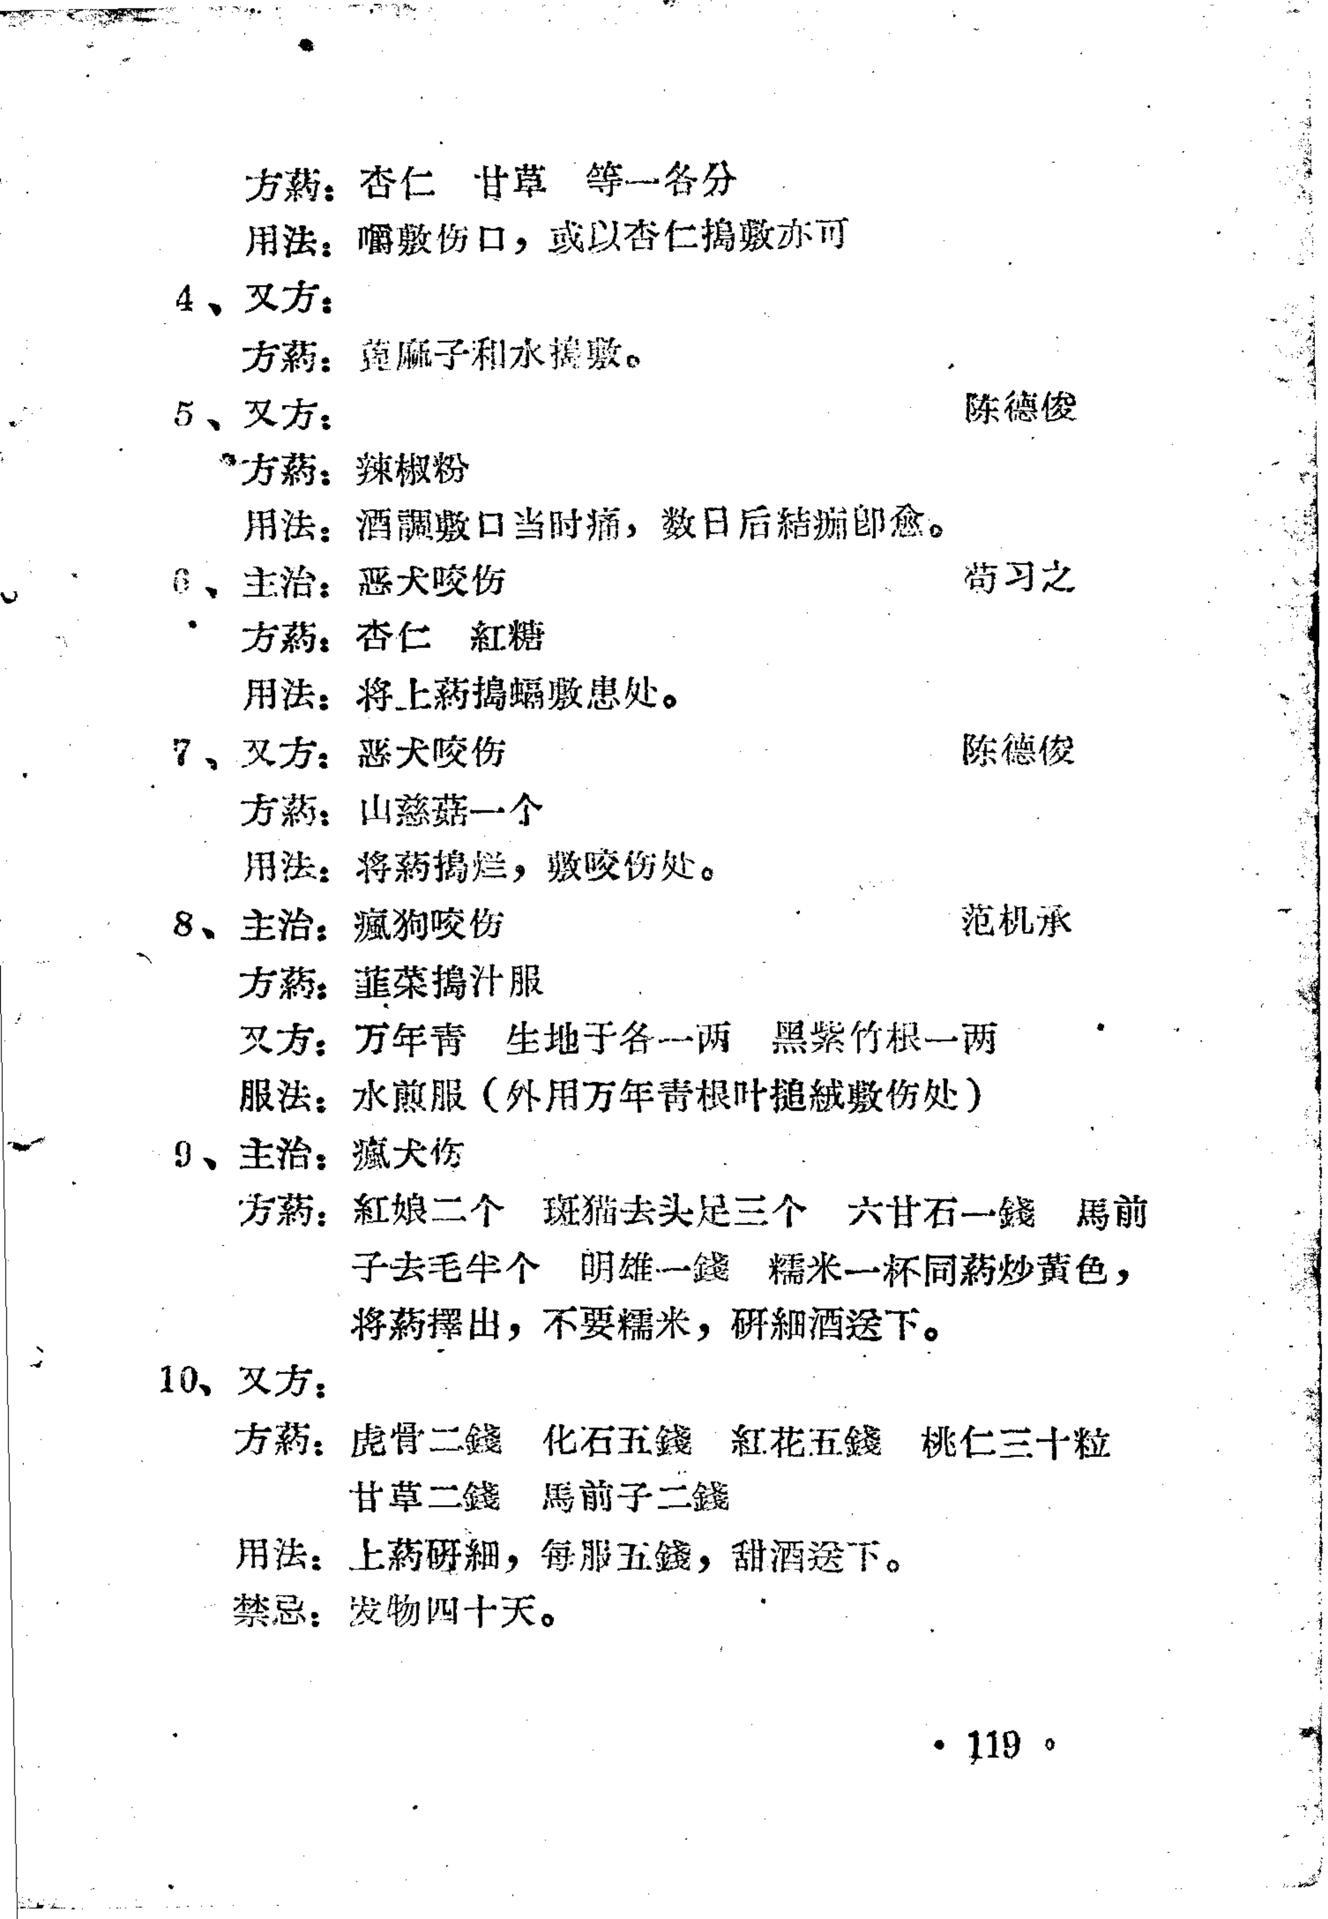 方葯：杏仁　甘草　等一各分
用法：嚼敷伤口，或以杏仁搗敷亦可
4、又方：
方葯：蓖麻子和水搗敷。
5、又方：　陈德俊
方葯：辣椒粉
用法：酒調敷口当时痛，数日后結痂即愈。
6、主治：恶犬咬伤　苟习之
方葯：杏仁　紅糖
用法：将上葯搗蝠敷患处。
7、又方：恶犬咬伤　陈德俊
方葯：山慈菇一个
用法：将葯搗烂，敷咬伤处。
8、主治：瘋狗咬伤　范机承
方葯：韮菜搗汁服
又方：万年青　生地于各一两　黑紫竹根一两
服法：水煎服（外用万年青根叶搥絨敷伤处）
9、主治：瘋犬伤
方葯：紅娘二个　斑猫去头足三个　六甘石一錢　馬前
子去毛半个　明雄一錢　糯米一杯同葯炒黄色，
将葯擇出，不要糯米，研細酒送下。
10、又方：
方葯：虎骨二錢　化石五錢　紅花五錢　桃仁三十粒
甘草二錢　馬前子二錢
用法：上葯研細，每服五錢，甜酒送下。
禁忌：发物四十天。
·119。